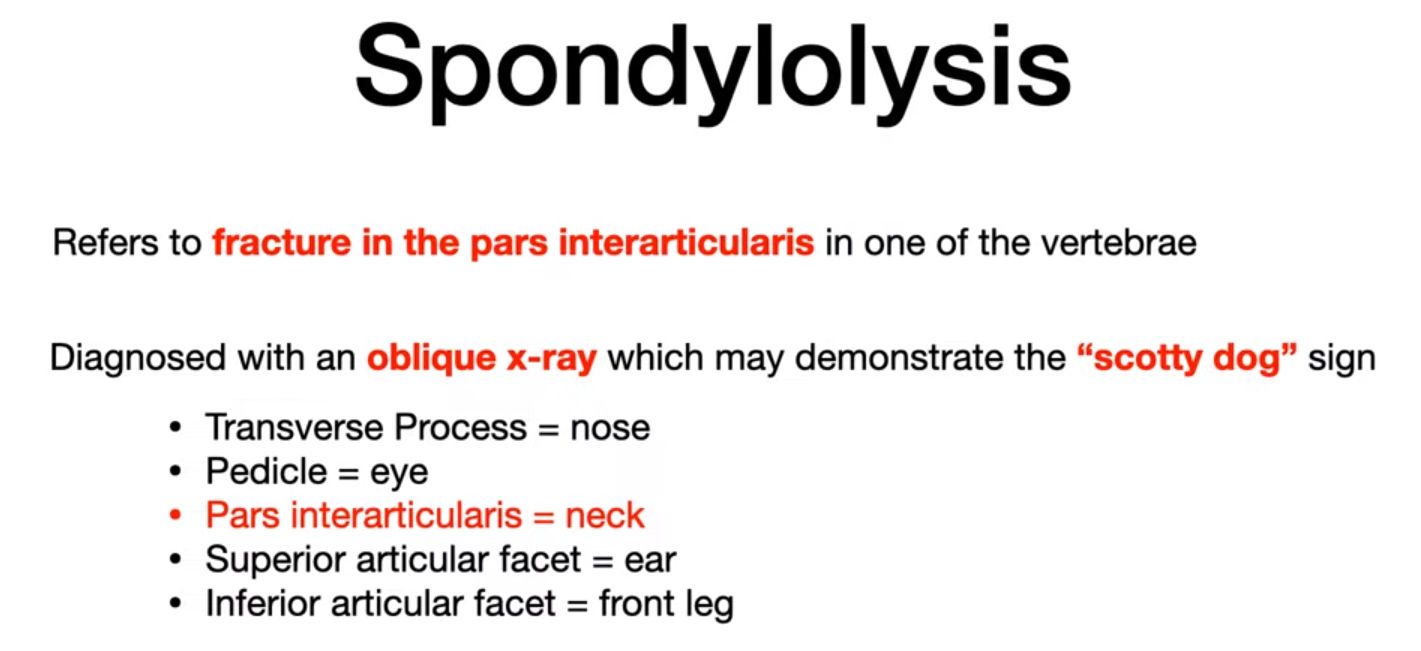 Spondylolysis
Refers to fracture in the pars interarticularis in one of the vertebrae
Diagnosed with an oblique x-ray which may demonstrate the “scotty dog” sign
• Transverse Process = nose
• Pedicle = eye
• Pars interarticularis = neck
• Superior articular facet = ear
• Inferior articular facet = front leg